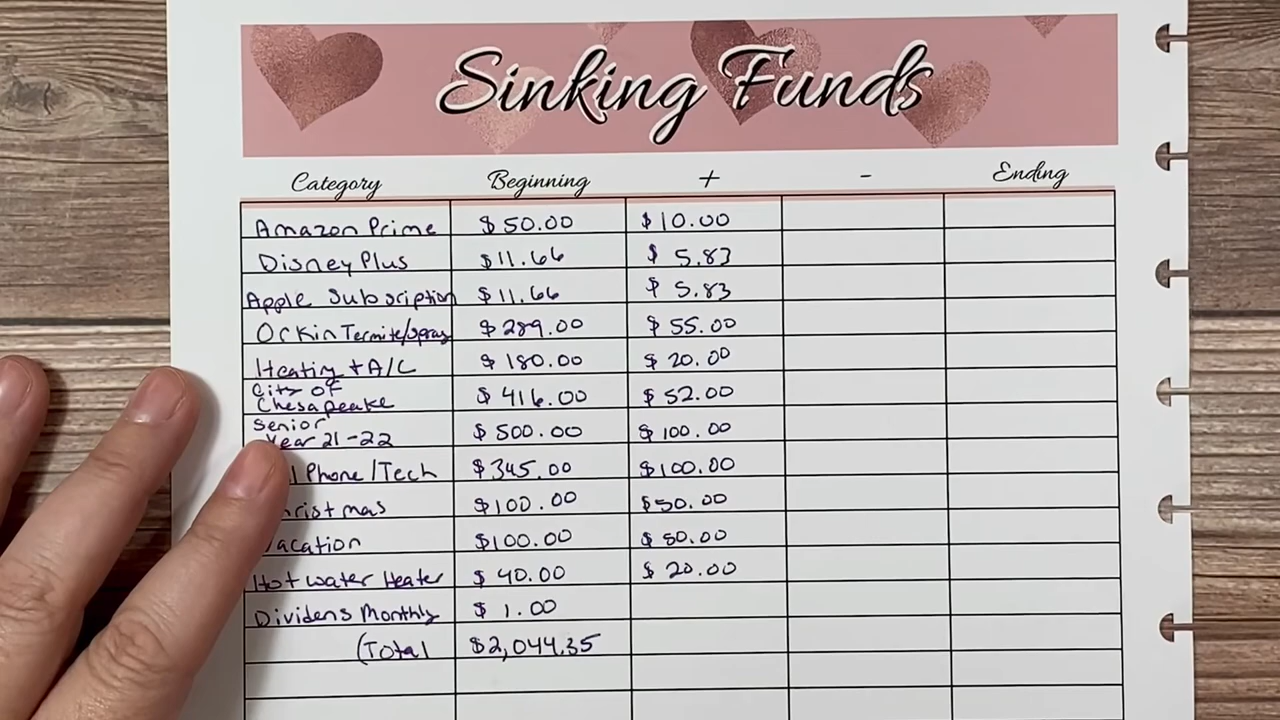 Sinking Funds
Category Beginning + - Ending
Amazon Prime $50.00 $10.00
Disney Plus $11.66 $5.83
Apple Subscription $11.66 $5.83
Orkin Termite/spray $289.00 $55.00
Heating + A/C $180.00 $20.00
City of
Chesapeake $416.00 $52.00
Senior
Year 21-22 $500.00 $100.00
l Phone/Tech $345.00 $100.00
hristmas $100.00 $50.00
acation $100.00 $50.00
Hot water Heater $40.00 $20.00
Dividens Monthly $1.00
(Total $2,044.35